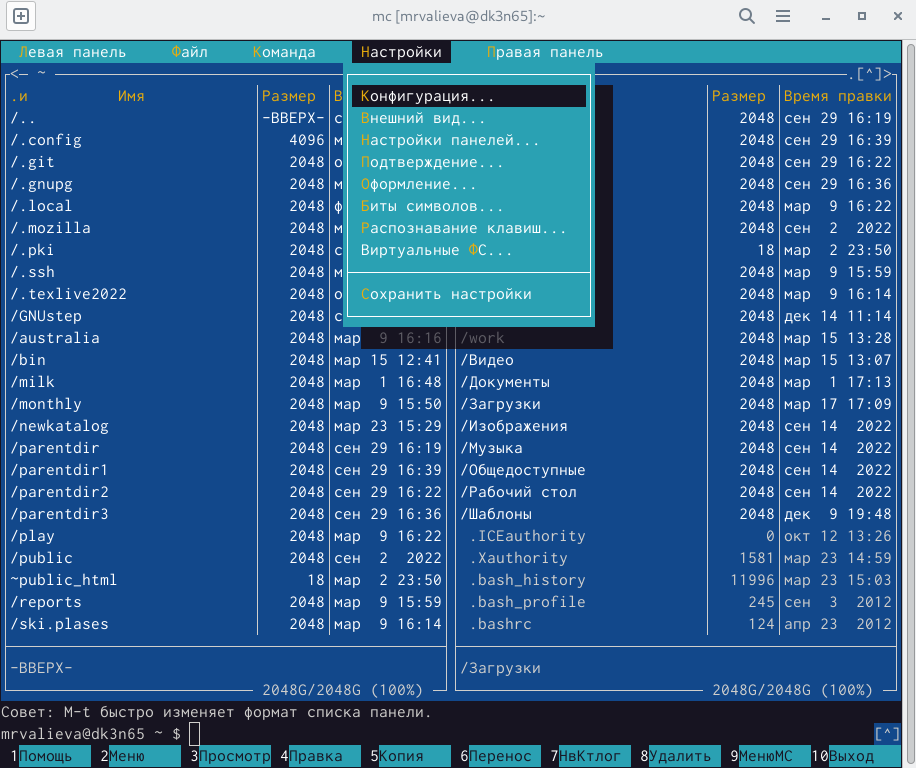 mc [mrvalieva@dk3n65]:~
Левая панель Файл Команда Настройки Правая панель
<─ ~ .[^]>
.и Имя Размер В Размер Время правки
/.. -ВВЕРХ- с Конфигурация... 2048 сен 29 16:19
/.config 4096 м Внешний вид... 2048 сен 29 16:39
/.git 2048 о Настройки панелей... 2048 сен 29 16:22
/.gnupg 2048 м Подтверждение... 2048 сен 29 16:36
/.local 2048 ф Оформление... 2048 мар 9 16:22
/.mozilla 2048 м Биты символов... 2048 сен 2 2022
/.pki 2048 с Распознавание клавиш... 18 мар 2 23:50
/.ssh 2048 м Виртуальные ФС... 2048 мар 9 15:59
/.texlive2022 2048 о Сохранить настройки 2048 мар 9 16:14
/GNUstep 2048 с 2048 дек 14 11:14
/australia 2048 мар 9 16:16 /work 2048 мар 15 13:28
/bin 2048 мар 15 12:41 /Видео 2048 мар 15 13:07
/milk 2048 мар 1 16:48 /Документы 2048 мар 1 17:13
/monthly 2048 мар 9 15:50 /Загрузки 2048 мар 17 17:09
/newkatalog 2048 мар 23 15:29 /Изображения 2048 сен 14 2022
/parentdir 2048 сен 29 16:19 /Музыка 2048 сен 14 2022
/parentdir1 2048 сен 29 16:39 /Общедоступные 2048 сен 14 2022
/parentdir2 2048 сен 29 16:22 /Рабочий стол 2048 сен 14 2022
/parentdir3 2048 сен 29 16:36 /Шаблоны 2048 дек 9 19:48
/play 2048 мар 9 16:22 .ICEauthority 0 окт 12 13:26
/public 2048 сен 2 2022 .Xauthority 1581 мар 23 14:59
~public_html 18 мар 2 23:50 .bash_history 11996 мар 23 15:03
/reports 2048 мар 9 15:59 .bash_profile 245 сен 3 2012
/ski.plases 2048 мар 9 16:14 .bashrc 124 апр 23 2012
-ВВЕРХ- /Загрузки
2048G/2048G (100%) 2048G/2048G (100%)
Совет: M-t быстро изменяет формат списка панели.
mrvalieva@dk3n65 ~ $ [^]
1Помощь 2Меню 3Просмотр 4Правка 5Копия 6Перенос 7НвКтлог 8Удалить 9МенюМС 10Выход